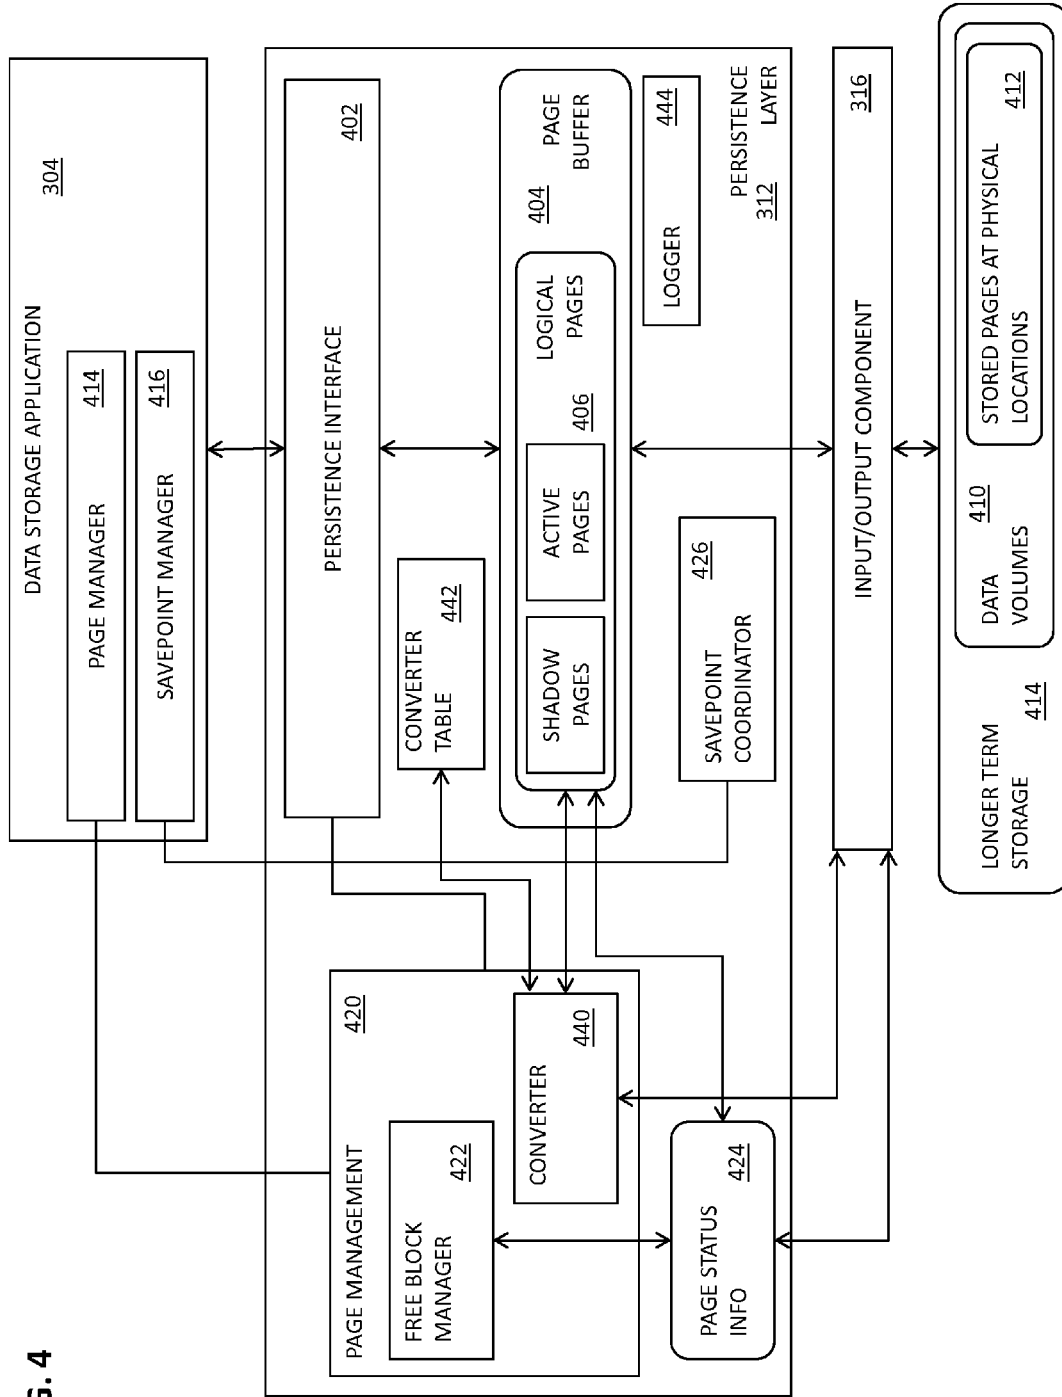 G. 4
DATA STORAGE APPLICATION
304
PAGE MANAGER
414
SAVEPOINT MANAGER
416
PERSISTENCE INTERFACE
402
CONVERTER
TABLE
442
PAGE
BUFFER
404
LOGICAL
PAGES
406
SHADOW
PAGES
ACTIVE
PAGES
LOGGER
444
PERSISTENCE
LAYER
312
SAVEPOINT
COORDINATOR
426
PAGE MANAGEMENT
420
FREE BLOCK
MANAGER
422
CONVERTER
440
PAGE STATUS
INFO
424
INPUT/OUTPUT COMPONENT
316
LONGER TERM
STORAGE
414
DATA
VOLUMES
410
STORED PAGES AT PHYSICAL
LOCATIONS
412